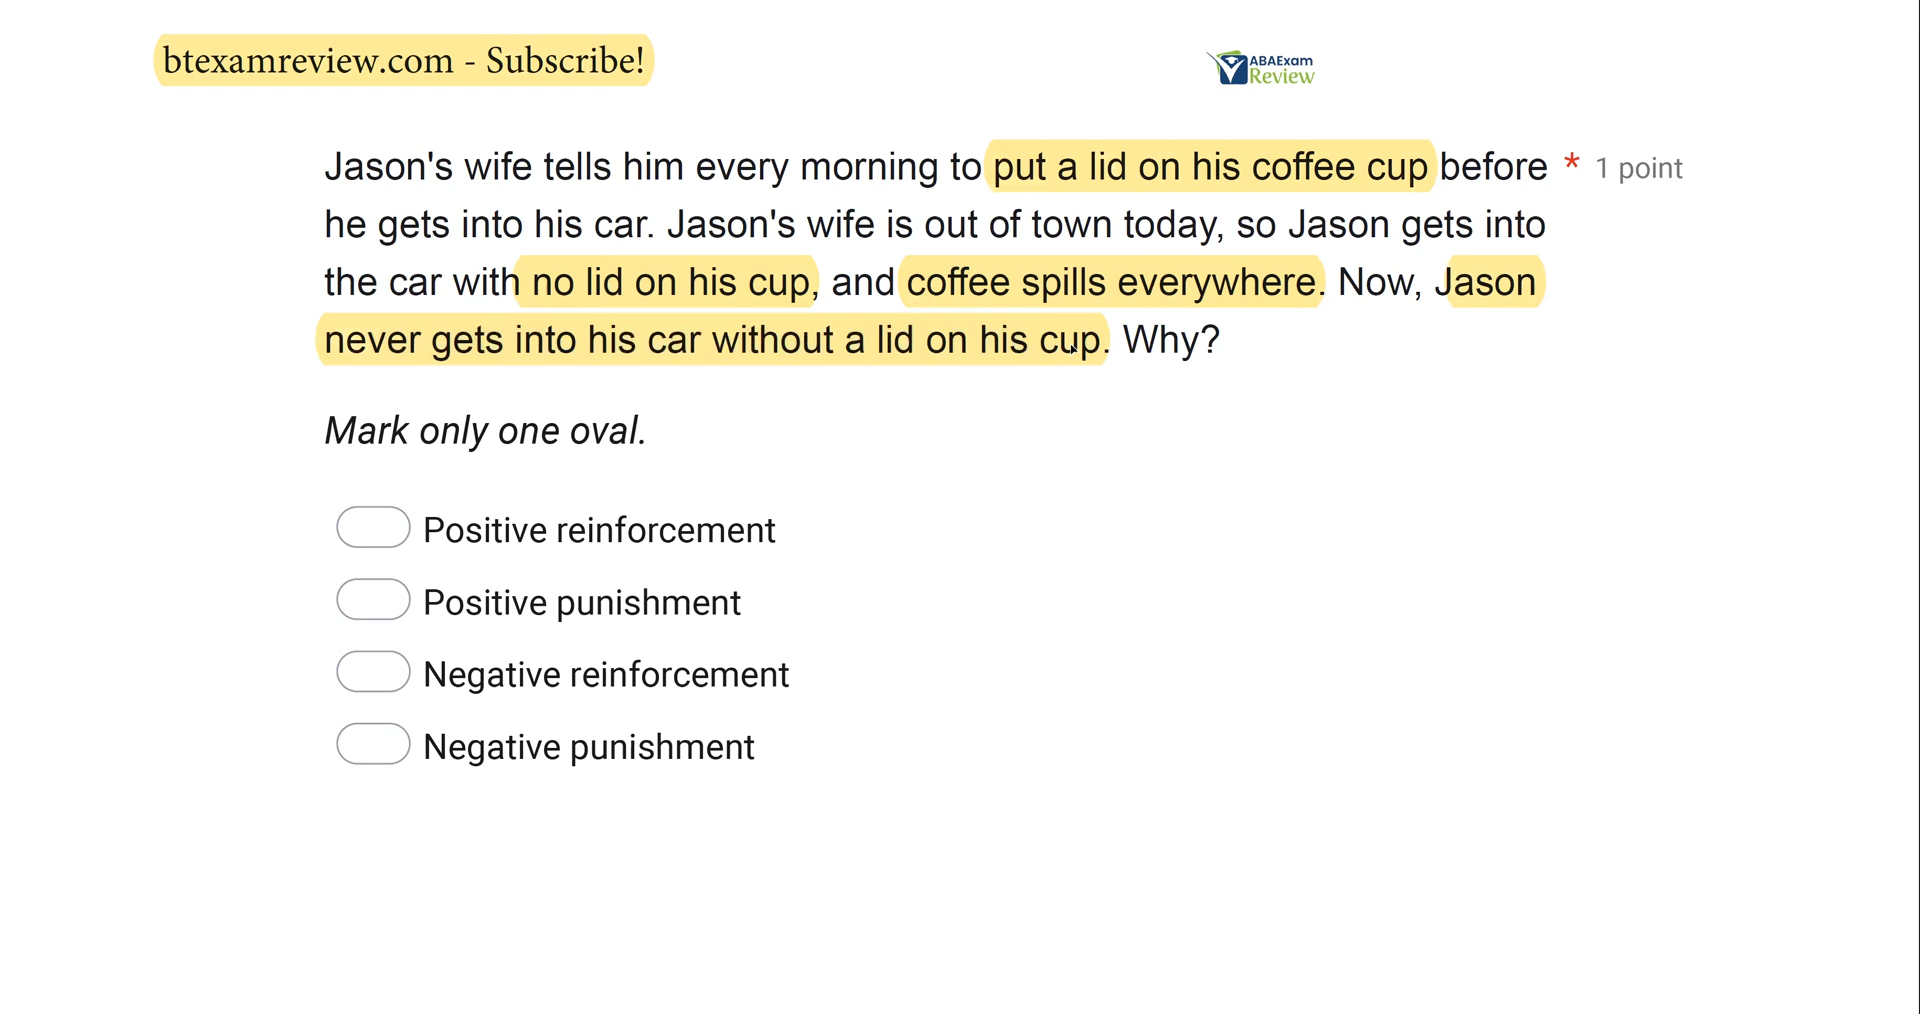 btexamreview.com - Subscribe!
ABAExam
Review
Jason's wife tells him every morning to put a lid on his coffee cup before * 1 point
he gets into his car. Jason's wife is out of town today, so Jason gets into
the car with no lid on his cup, and coffee spills everywhere. Now, Jason
never gets into his car without a lid on his cup. Why?
Mark only one oval.
Positive reinforcement
Positive punishment
Negative reinforcement
Negative punishment